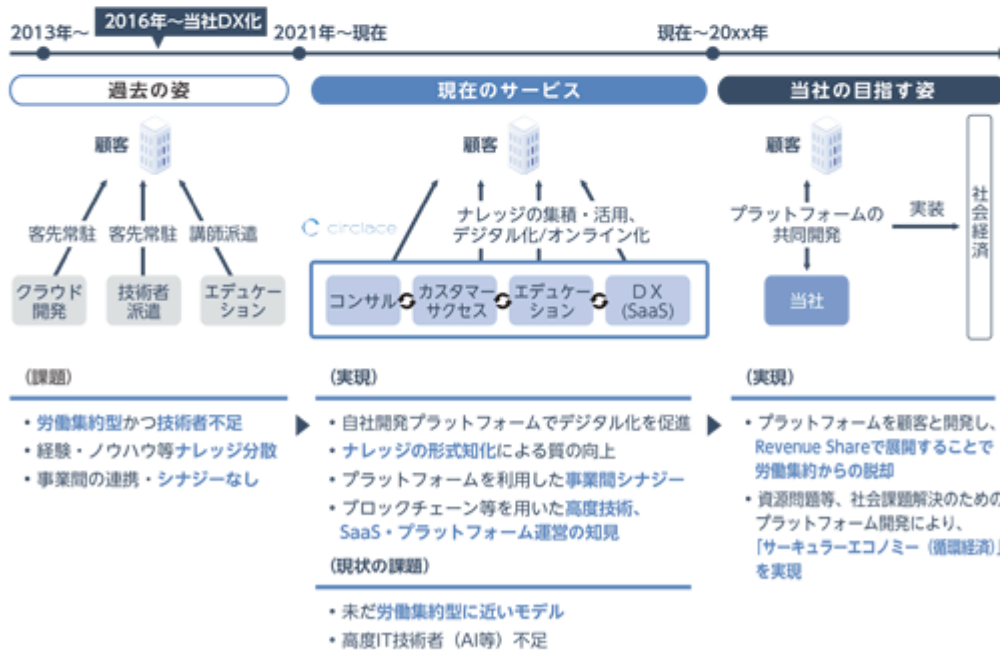 2013年～
2016年～当社DX化
2021年～現在
現在～20xx年
過去の姿
顧客
客先常駐
客先常駐
講師派遣
クラウド
開発
技術者
派遣
エデュケー
ション
（課題）
・労働集約型かつ技術者不足
・経験・ノウハウ等ナレッジ分散
・事業間の連携・シナジーなし
現在のサービス
顧客
circlace
ナレッジの集積・活用、
デジタル化/オンライン化
コンサル
カスタマー
サクセス
エデュケー
ション
DX
(SaaS)
（実現）
・自社開発プラットフォームでデジタル化を促進
・ナレッジの形式知化による質の向上
・プラットフォームを利用した事業間シナジー
・ブロックチェーン等を用いた高度技術、
SaaS・プラットフォーム運営の知見
（現状の課題）
・未だ労働集約型に近いモデル
・高度IT技術者（AI等）不足
当社の目指す姿
顧客
プラットフォームの
共同開発
実装
社会経済
当社
（実現）
・プラットフォームを顧客と開発し、
Revenue Shareで展開することで
労働集約からの脱却
・資源問題等、社会課題解決のための
プラットフォーム開発により、
「サーキュラーエコノミー（循環経済）」
を実現